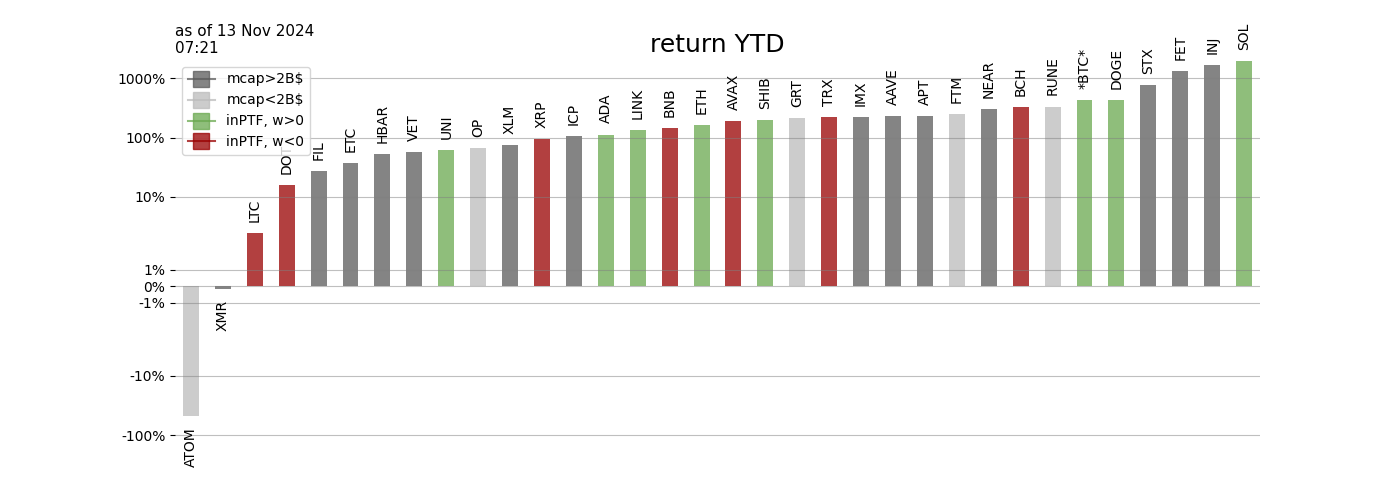 as of 13 Nov 2024
07:21
return YTD
mcap>2B$
mcap<2B$
inPTF, w>0
inPTF, w<0
1000%
100%
10%
1%
0%
-1%
-10%
-100%
ATOM
XMR
LTC
DOT
FIL
ETC
HBAR
VET
UNI
OP
XLM
XRP
ICP
ADA
LINK
BNB
ETH
AVAX
SHIB
GRT
TRX
IMX
AAVE
APT
FTM
NEAR
BCH
RUNE
*BTC*
DOGE
STX
FET
INJ
SOL